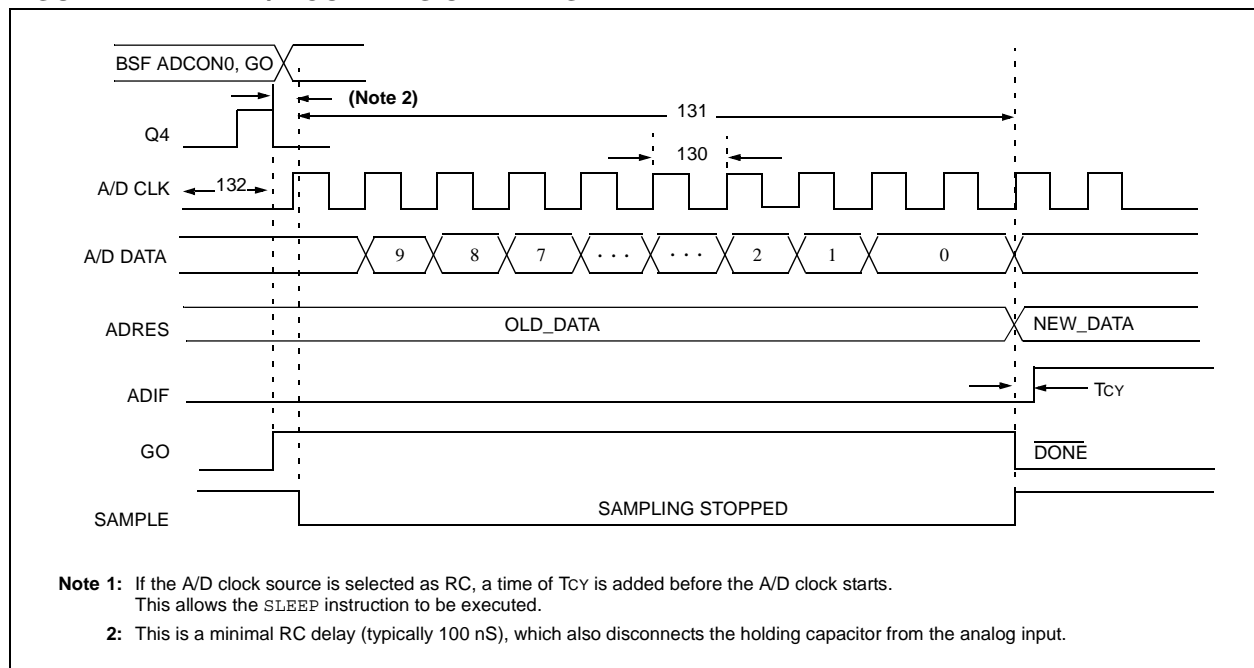 BSF ADCON0, GO
(Note 2)
131
Q4
130
A/D CLK
132
A/D DATA
9 8 7 · · · · · · 2 1 0
ADRES
OLD_DATA
NEW_DATA
ADIF
TCY
GO
DONE
SAMPLE
SAMPLING STOPPED
Note 1: If the A/D clock source is selected as RC, a time of TCY is added before the A/D clock starts.
This allows the SLEEP instruction to be executed.
2: This is a minimal RC delay (typically 100 nS), which also disconnects the holding capacitor from the analog input.